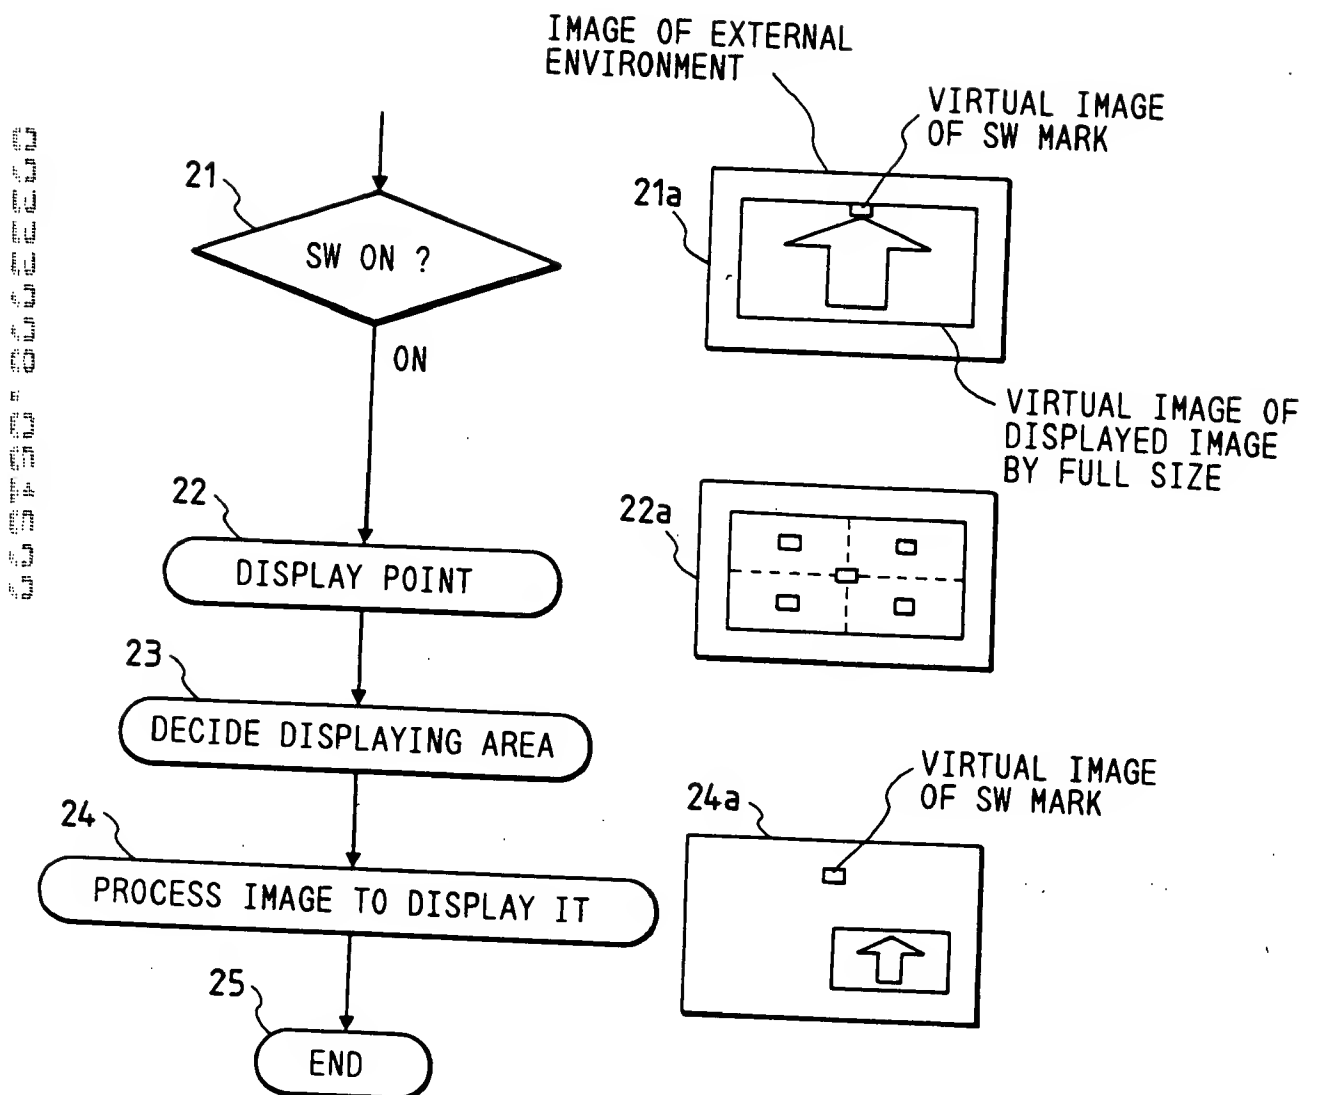 IMAGE OF EXTERNAL
ENVIRONMENT
VIRTUAL IMAGE
OF SW MARK
21
SW ON ?
21a
ON
VIRTUAL IMAGE OF
DISPLAYED IMAGE
BY FULL SIZE
22
DISPLAY POINT
22a
23
DECIDE DISPLAYING AREA
VIRTUAL IMAGE
OF SW MARK
24
PROCESS IMAGE TO DISPLAY IT
24a
25
END